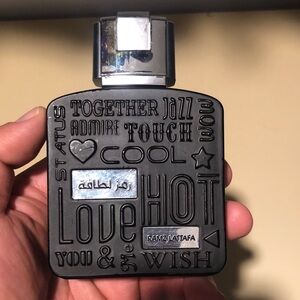 TOGETHER JAZZ
ADMIRE TOUCH
STATUS
WOW
COOL
رمز لطافة
LOVE
HOT
RAMZ LATTAFA
YOU & me WISH